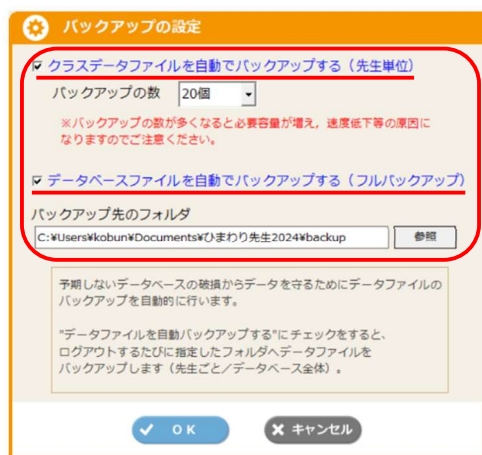 バックアップの設定
クラスデータファイルを自動でバックアップする（先生単位）
バックアップの数 20個
※バックアップの数が多くなると必要容量が増え，速度低下等の原因に
なりますのでご注意ください。
データベースファイルを自動でバックアップする（フルバックアップ）
バックアップ先のフォルダ
C:¥Users¥kobun¥Documents¥ひまわり先生2024¥backup 参照
予期しないデータベースの破損からデータを守るためにデータファイルの
バックアップを自動的に行います。
"データファイルを自動バックアップする"にチェックをすると、
ログアウトするたびに指定したフォルダへデータファイルを
バックアップします（先生ごと／データベース全体）。
ＯＫ キャンセル